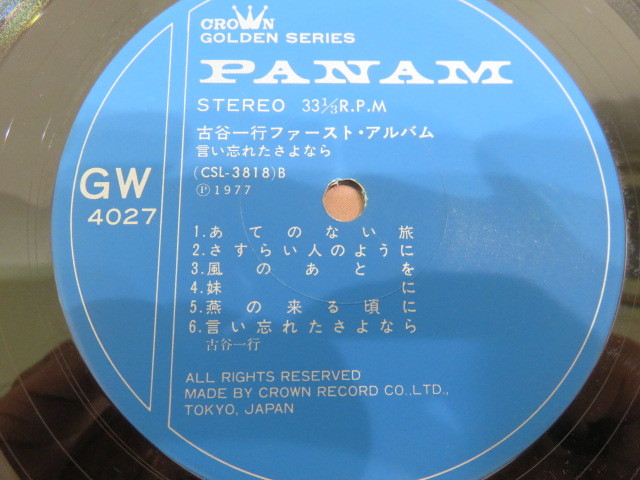 CROWN
GOLDEN SERIES
PANAM
STEREO 33⅓R.P.M
古谷一行ファースト・アルバム
言い忘れたさよなら
(CSL-3818)B
Ⓟ1977
GW
4027
1.あてのない旅
2.さすらい人のように
3.風のあとを
4.妹に
5.燕の来る頃に
6.言い忘れたさよなら
古谷一行
ALL RIGHTS RESERVED
MADE BY CROWN RECORD CO.,LTD.,
TOKYO, JAPAN